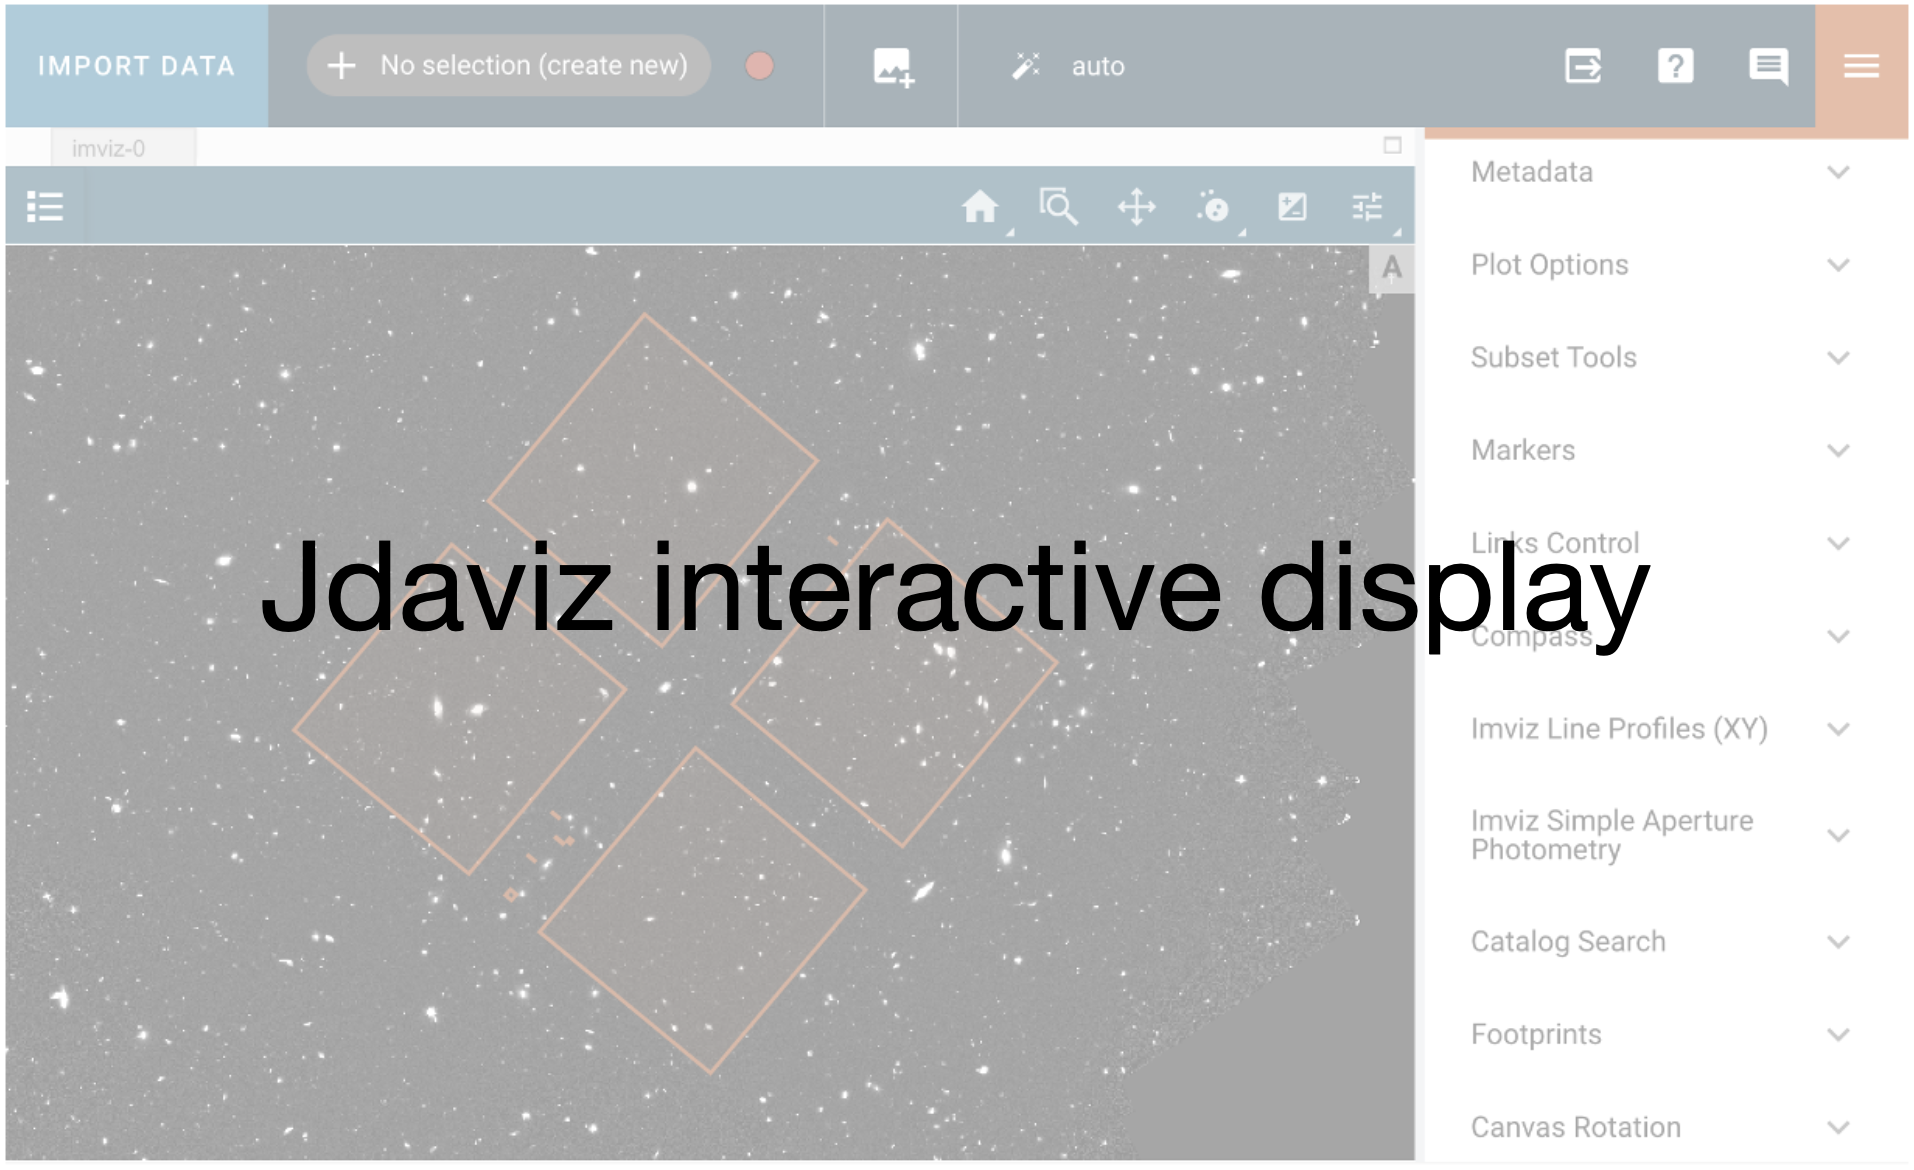 IMPORT DATA
No selection (create new)
auto
imviz-0
A
Metadata
Plot Options
Subset Tools
Markers
Links Control
Jdaviz interactive display
Compass
Imviz Line Profiles (XY)
Imviz Simple Aperture
Photometry
Catalog Search
Footprints
Canvas Rotation